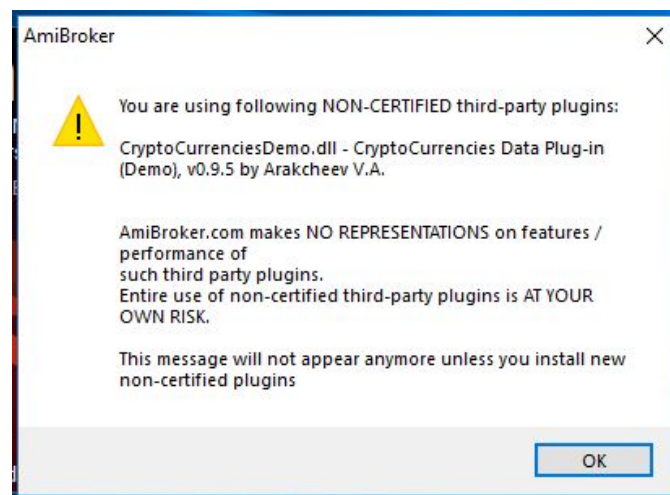 AmiBroker
You are using following NON-CERTIFIED third-party plugins:
CryptoCurrenciesDemo.dll - CryptoCurrencies Data Plug-in
(Demo), v0.9.5 by Arakcheev V.A.
AmiBroker.com makes NO REPRESENTATIONS on features /
performance of
such third party plugins.
Entire use of non-certified third-party plugins is AT YOUR
OWN RISK.
This message will not appear anymore unless you install new
non-certified plugins
OK